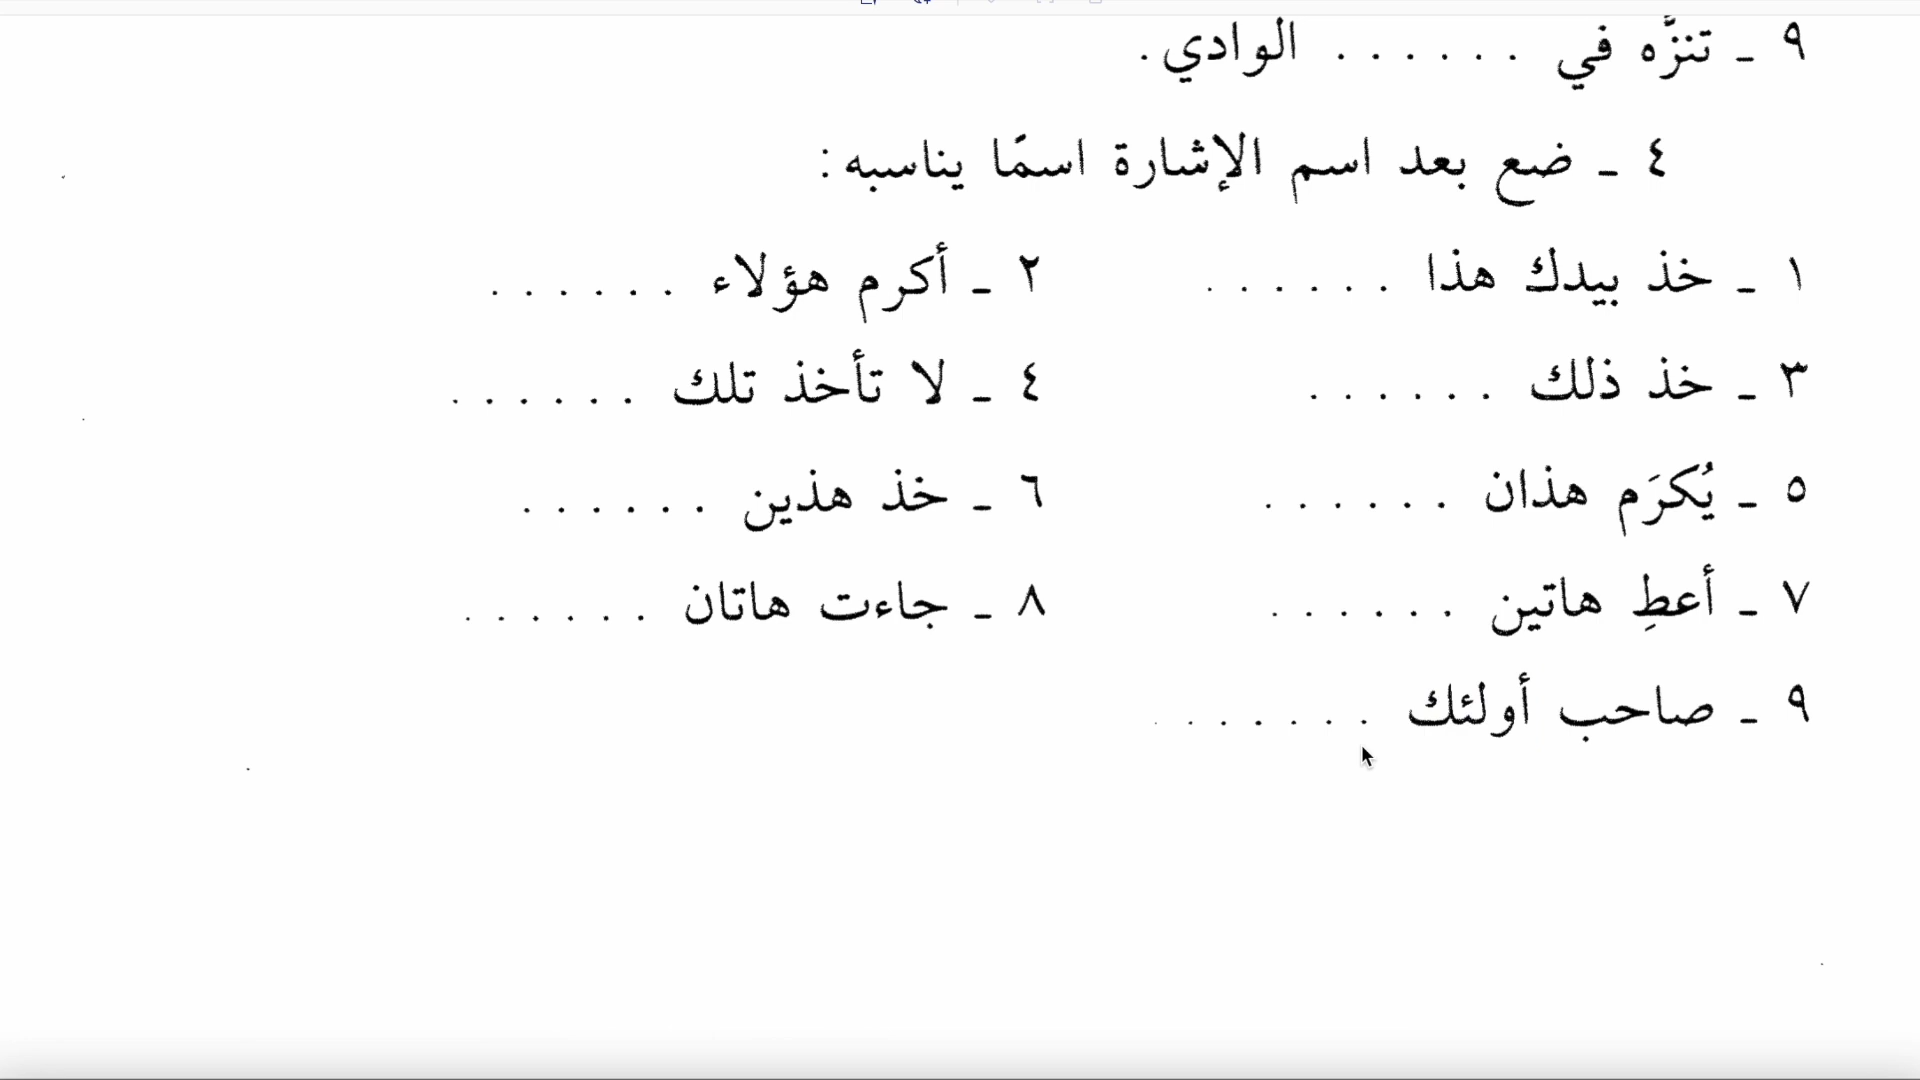 ٩ ـ تنزَّه في . . . . . . الوادي .
٤ ـ ضع بعد اسم الإشارة اسمًا يناسبه :
١ ـ خذ بيدك هذا . . . . . . ٢ ـ أكرم هؤلاء . . . . . .
٣ ـ خذ ذلك . . . . . . ٤ ـ لا تأخذ تلك . . . . . .
٥ ـ يُكرَم هذان . . . . . . ٦ ـ خذ هذين . . . . . .
٧ ـ أعطِ هاتين . . . . . . ٨ ـ جاءت هاتان . . . . . .
٩ ـ صاحب أولئك . . . . . . .